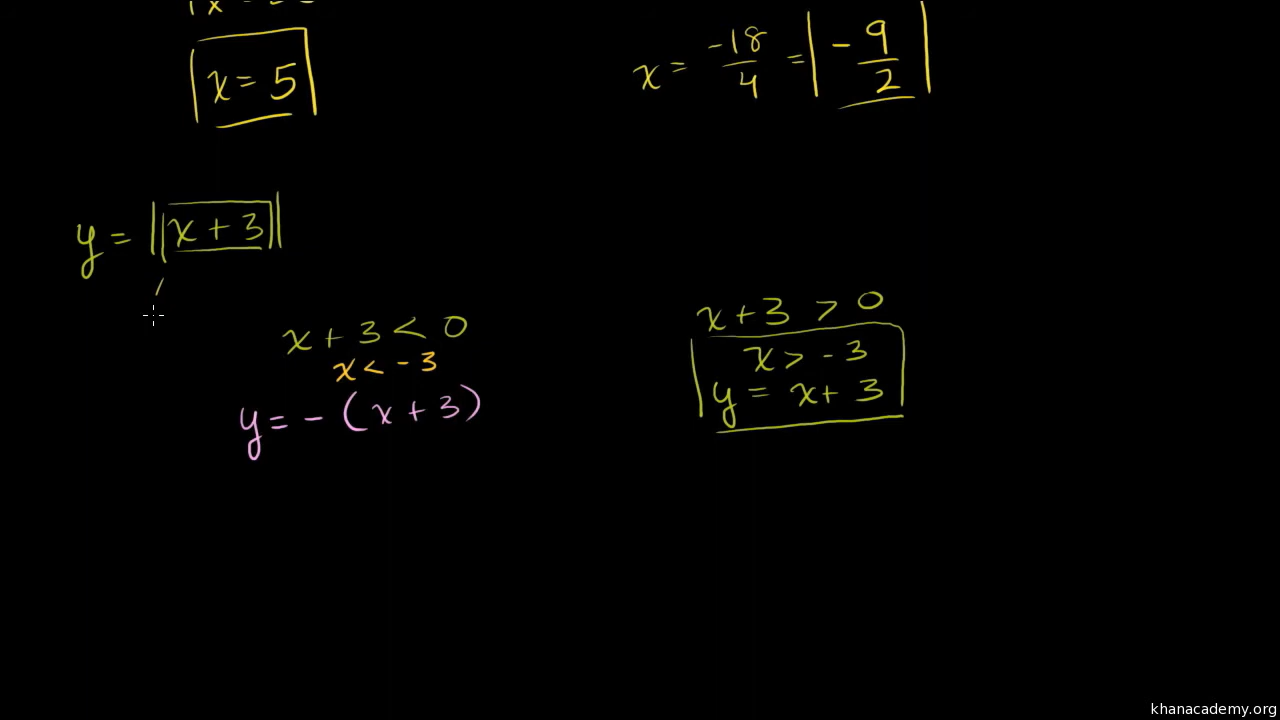 x = 5
x = -18/4 = -9/2
y = |x + 3|
x + 3 < 0
x < -3
y = -(x + 3)
x + 3 > 0
x > -3
y = x + 3
khanacademy.org